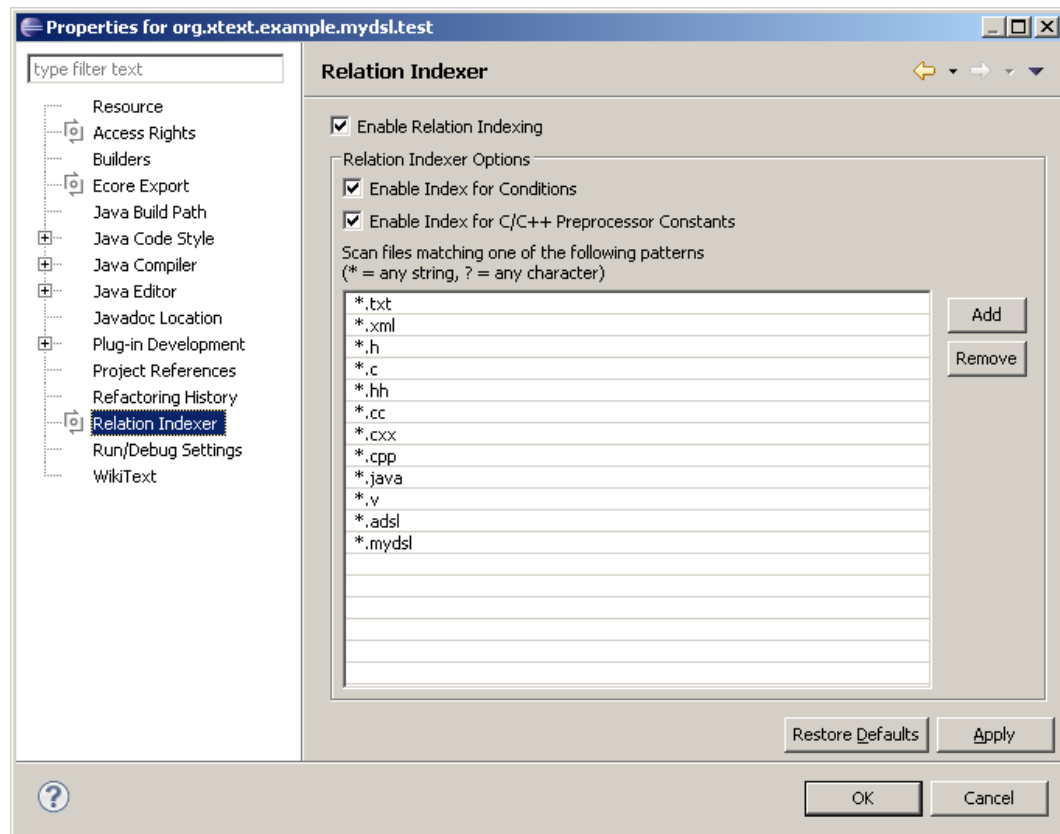 Properties for org.xtext.example.mydsl.test
type filter text
Resource
Access Rights
Builders
Ecore Export
Java Build Path
Java Code Style
Java Compiler
Java Editor
Javadoc Location
Plug-in Development
Project References
Refactoring History
Relation Indexer
Run/Debug Settings
WikiText
Relation Indexer
Enable Relation Indexing
Relation Indexer Options
Enable Index for Conditions
Enable Index for C/C++ Preprocessor Constants
Scan files matching one of the following patterns
(* = any string, ? = any character)
*.txt
*.xml
*.h
*.c
*.hh
*.cc
*.cxx
*.cpp
*.java
*.v
*.adsl
*.mydsl
Add
Remove
Restore Defaults
Apply
?
OK
Cancel